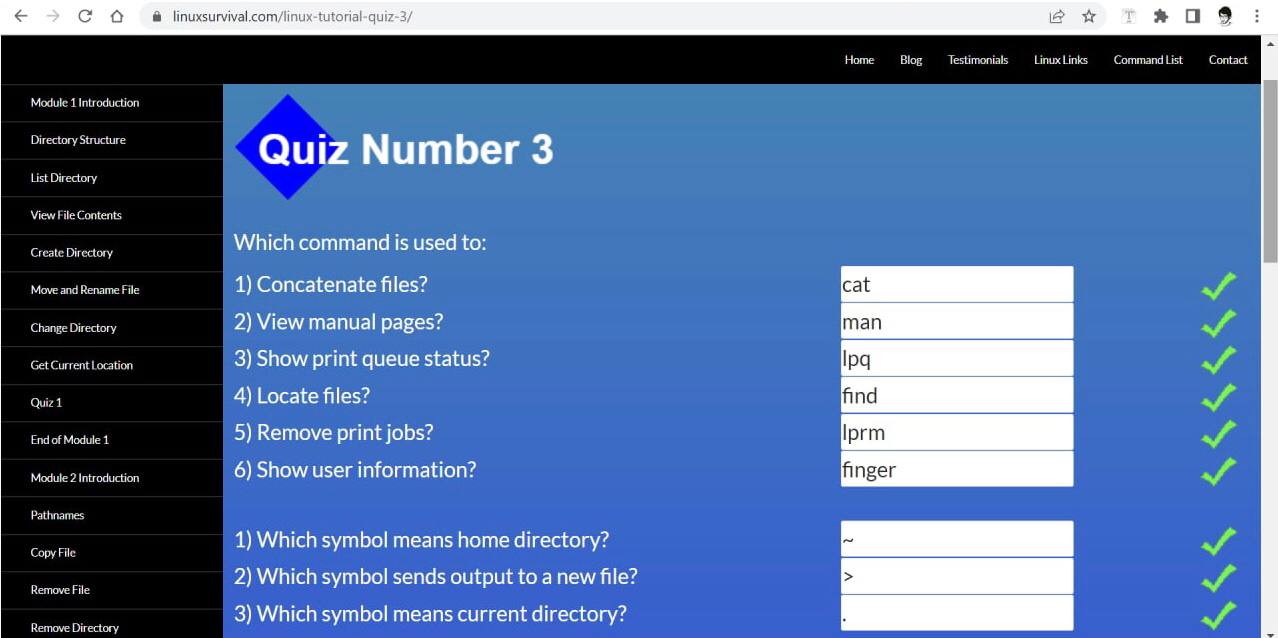 linuxsurvival.com/linux-tutorial-quiz-3/
Home Blog Testimonials Linux Links Command List Contact
Module 1 Introduction
Directory Structure
List Directory
View File Contents
Create Directory
Move and Rename File
Change Directory
Get Current Location
Quiz 1
End of Module 1
Module 2 Introduction
Pathnames
Copy File
Remove File
Remove Directory
Quiz Number 3
Which command is used to:
1) Concatenate files? cat
2) View manual pages? man
3) Show print queue status? lpq
4) Locate files? find
5) Remove print jobs? lprm
6) Show user information? finger
1) Which symbol means home directory? ~
2) Which symbol sends output to a new file? >
3) Which symbol means current directory? .